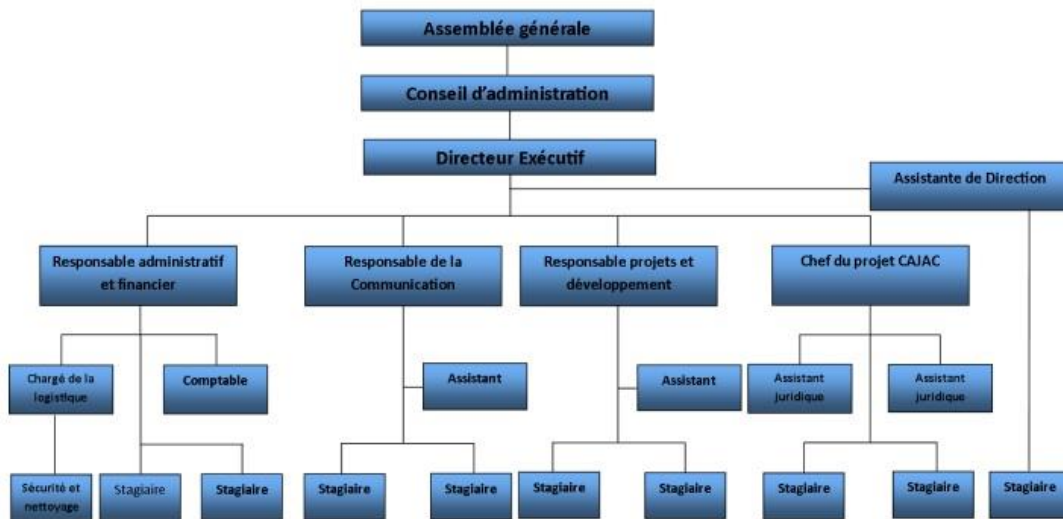 Assemblée générale
Conseil d'administration
Directeur Exécutif
Assistante de Direction
Responsable administratif
et financier
Responsable de la
Communication
Responsable projets et
développement
Chef du projet CAJAC
Chargé de la
logistique
Comptable
Assistant
Assistant
Assistant
juridique
Assistant
juridique
Sécurité et
nettoyage
Stagiaire
Stagiaire
Stagiaire
Stagiaire
Stagiaire
Stagiaire
Stagiaire
Stagiaire
Stagiaire